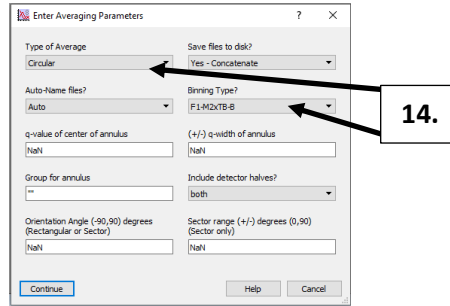 Enter Averaging Parameters ? ×
Type of Average Save files to disk?
Circular Yes - Concatenate
Auto-Name files? Binning Type?
Auto F1-M2xTB-B
14.
q-value of center of annulus (+/-) q-width of annulus
NaN NaN
Group for annulus Include detector halves?
"" both
Orientation Angle (-90,90) degrees Sector range (+/-) degrees (0,90)
(Rectangular or Sector) (Sector only)
NaN NaN
Continue Help Cancel